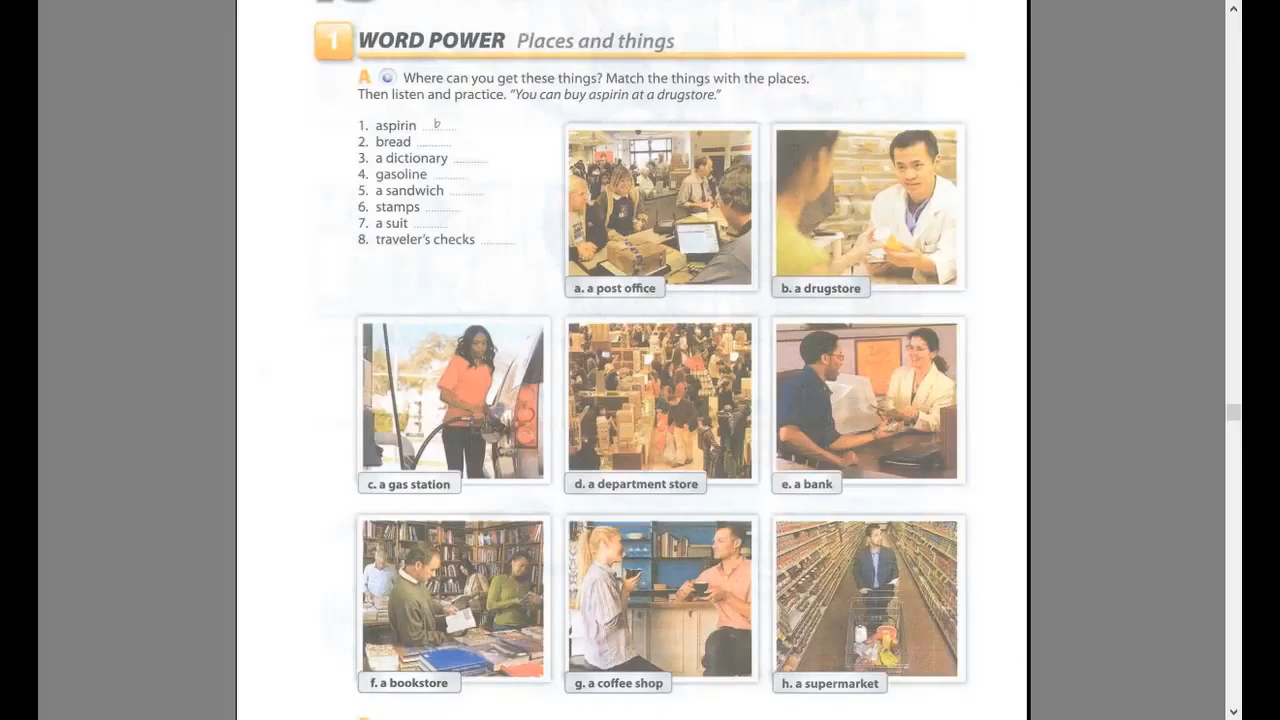 1 WORD POWER Places and things
A Where can you get these things? Match the things with the places.
Then listen and practice. “You can buy aspirin at a drugstore.”
1. aspirin b
2. bread
3. a dictionary
4. gasoline
5. a sandwich
6. stamps
7. a suit
8. traveler's checks
a. a post office
b. a drugstore
c. a gas station
d. a department store
e. a bank
f. a bookstore
g. a coffee shop
h. a supermarket